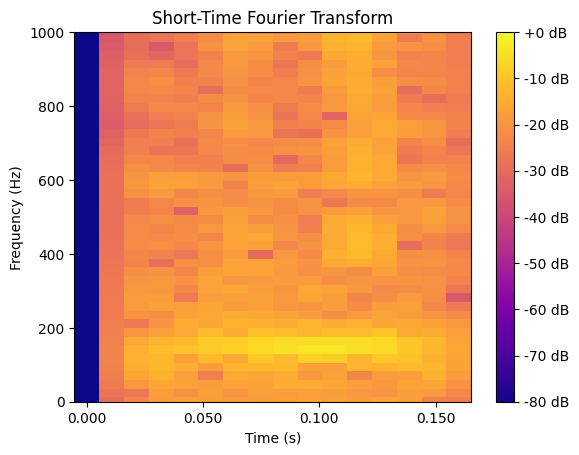 Short-Time Fourier Transform
Frequency (Hz)
1000
800
600
400
200
0
0.000
0.050
0.100
0.150
Time (s)
+0 dB
-10 dB
-20 dB
-30 dB
-40 dB
-50 dB
-60 dB
-70 dB
-80 dB